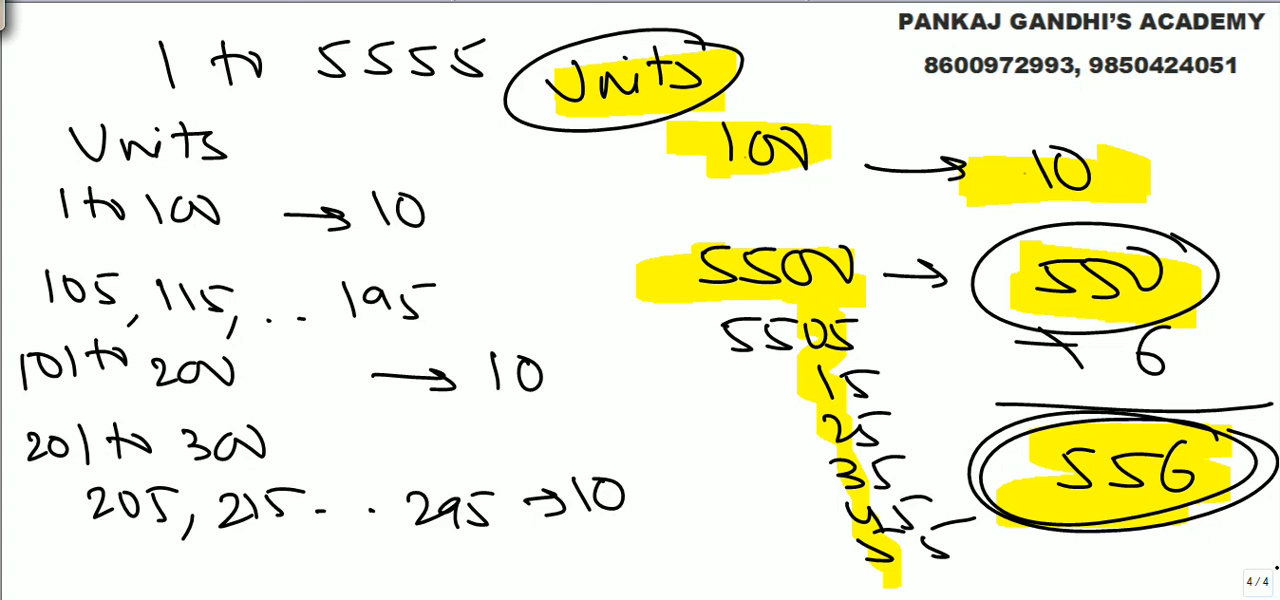 PANKAJ GANDHI'S ACADEMY
8600972993, 9850424051
1 to 5555 Units
Units
1 to 100 → 10
105, 115, ... 195
101 to 200 → 10
201 to 300
205, 215 - . . 295 → 10
100 → 10
5500 → 550
5505 + 6
15
25
35
45
55
556
4 / 4